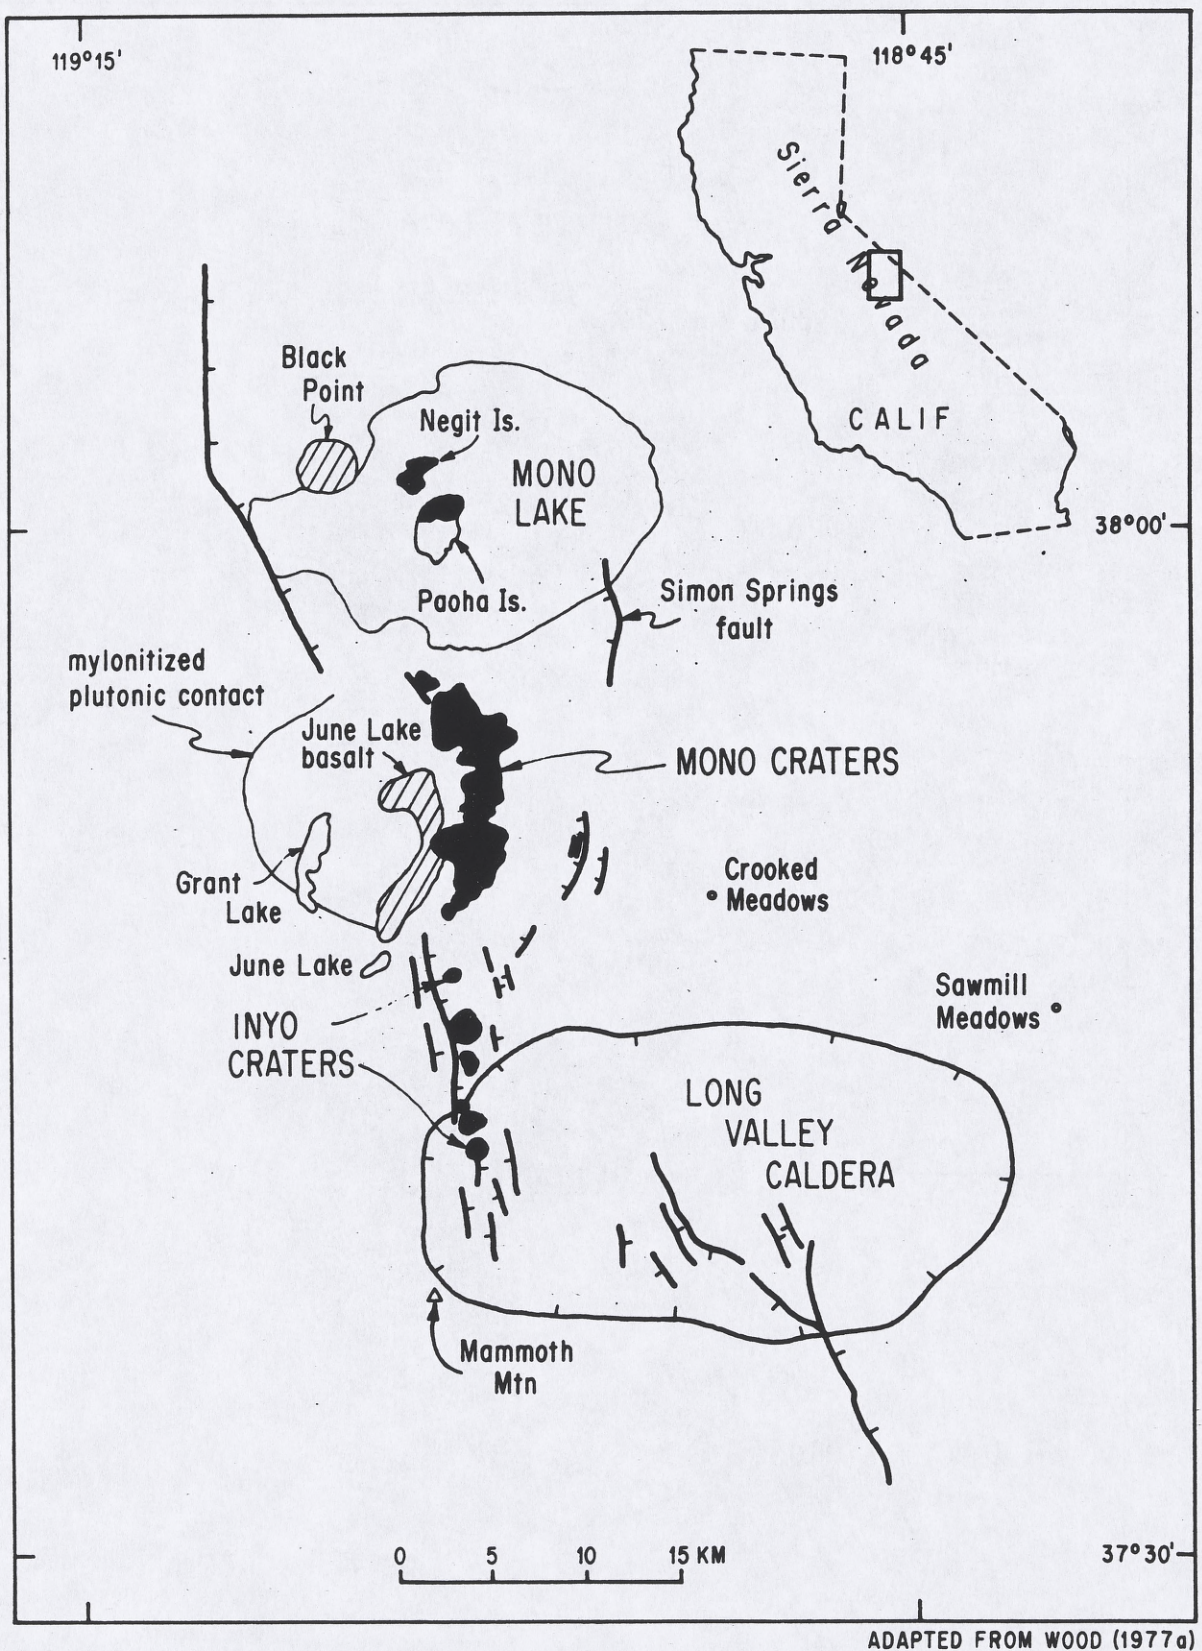 119°15'
118°45'
Sierra Nevada
CALIF
Black
Point
Negit Is.
MONO
LAKE
38°00'
Paoha Is.
Simon Springs
fault
mylonitized
plutonic contact
June Lake
basalt
MONO CRATERS
Grant
Lake
Crooked
Meadows
June Lake
Sawmill
Meadows
INYO
CRATERS
LONG
VALLEY
CALDERA
Mammoth
Mtn
0 5 10 15 KM
37°30'
ADAPTED FROM WOOD (1977a)